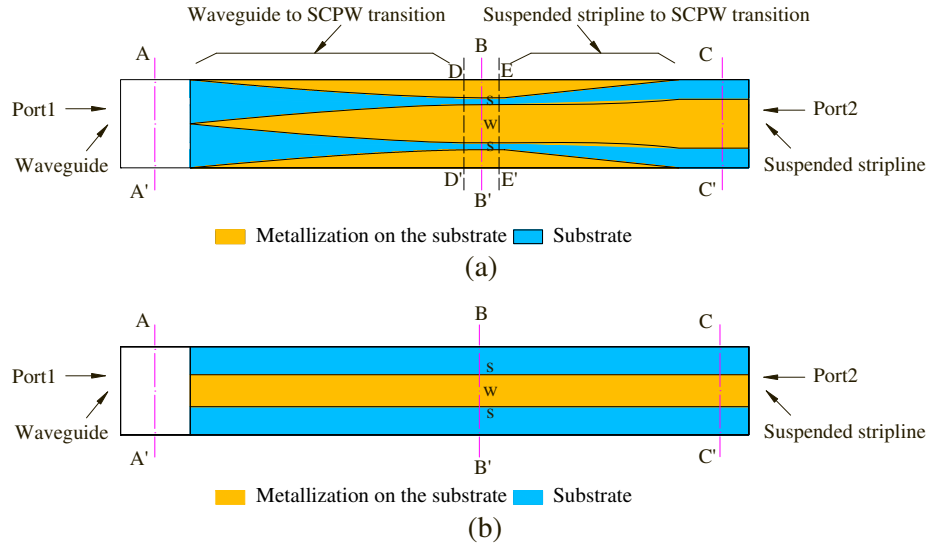 Waveguide to SCPW transition
Suspended stripline to SCPW transition
A
B
C
D
E
Port1
S
Port2
W
Waveguide
S
Suspended stripline
A'
D'
E'
B'
C'
Metallization on the substrate
Substrate
(a)
A
B
C
Port1
S
Port2
W
Waveguide
S
Suspended stripline
A'
B'
C'
Metallization on the substrate
Substrate
(b)